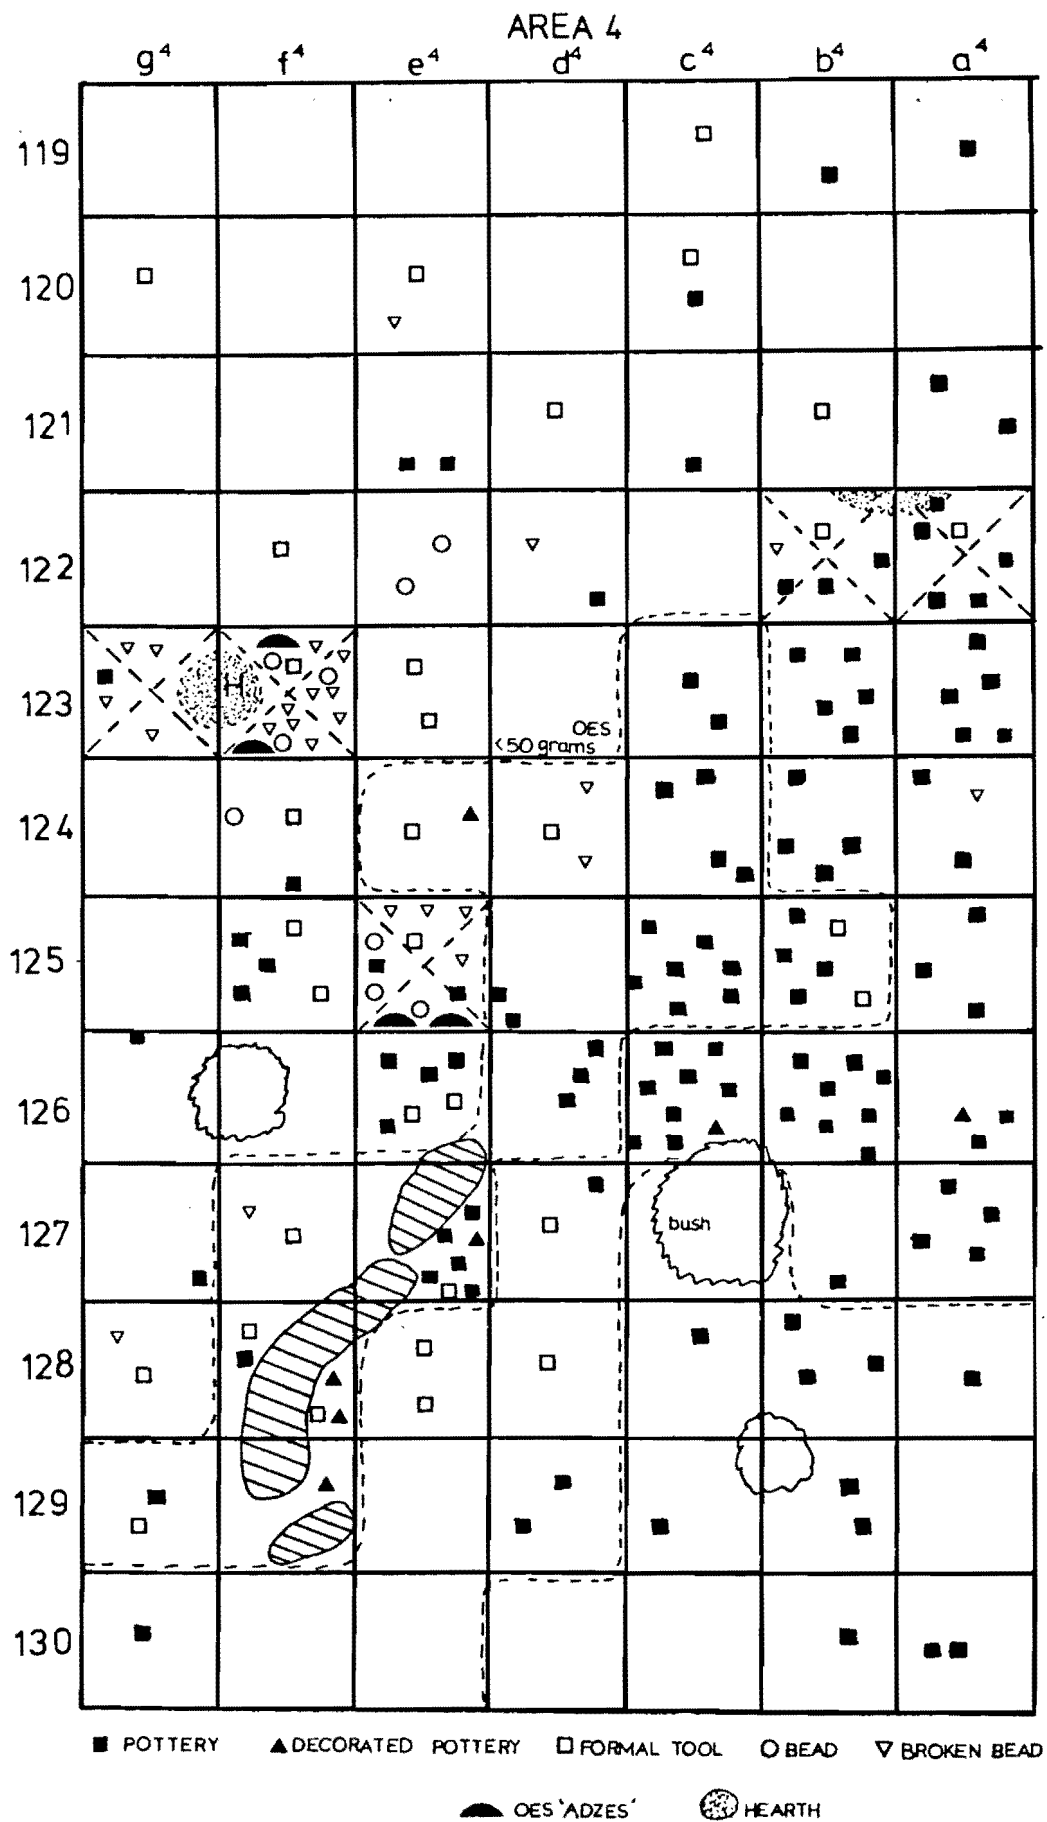 AREA 4
g⁴ f⁴ e⁴ d⁴ c⁴ b⁴ a⁴
119
120
121
122
123
H
OES
<50 grams
124
125
126
127
bush
128
129
130
POTTERY DECORATED POTTERY FORMAL TOOL BEAD BROKEN BEAD
OES 'ADZES' HEARTH